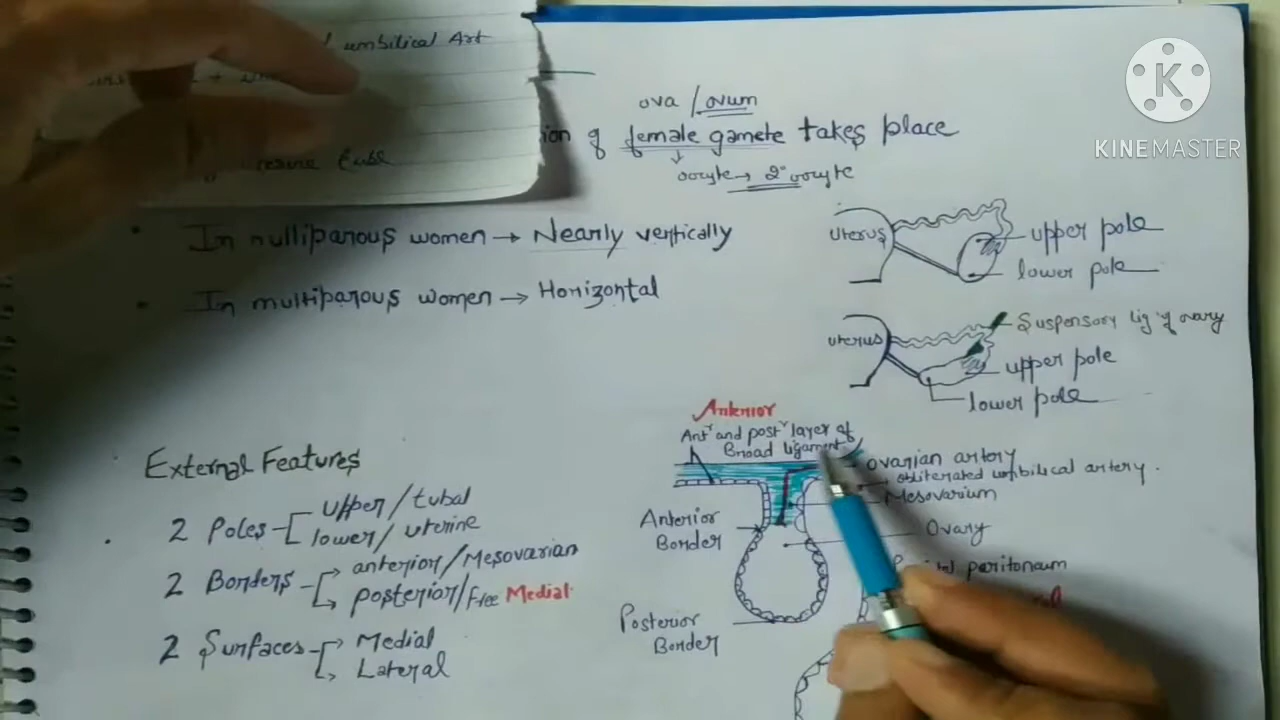 umbilical Art
KINEMASTER
ova / ovum
of female gamete takes place
oocyte → 2° oocyte
In nulliparous women → Nearly vertically
In multiparous women → Horizontal
uterus
upper pole
lower pole
uterus
Suspensory lig of ovary
upper pole
lower pole
Anterior
Antr and postr layer of
Broad ligament
ovarian artery
obliterated umbilical artery.
Mesovarium
Anterior
Border
Ovary
peritoneum
Posterior
Border
External Features
2 Poles
upper / tubal
lower / uterine
2 Borders
anterior / Mesovarian
posterior / free Medial
2 Surfaces
Medial
Lateral